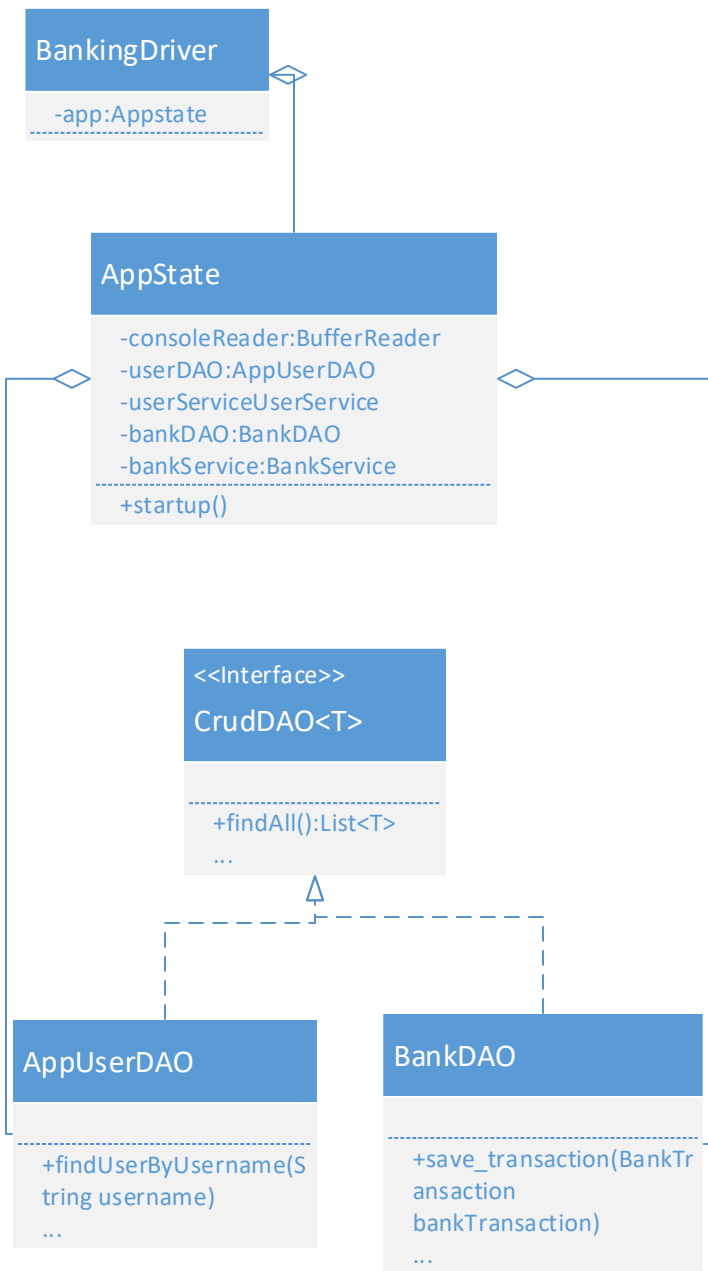 BankingDriver
-app:Appstate
AppState
-consoleReader:BufferReader
-userDAO:AppUserDAO
-userServiceUserService
-bankDAO:BankDAO
-bankService:BankService
+startup()
<<Interface>>
CrudDAO<T>
+findAll():List<T>
...
AppUserDAO
+findUserByUsername(S
tring username)
...
BankDAO
+save_transaction(BankTr
ansaction
bankTransaction)
...